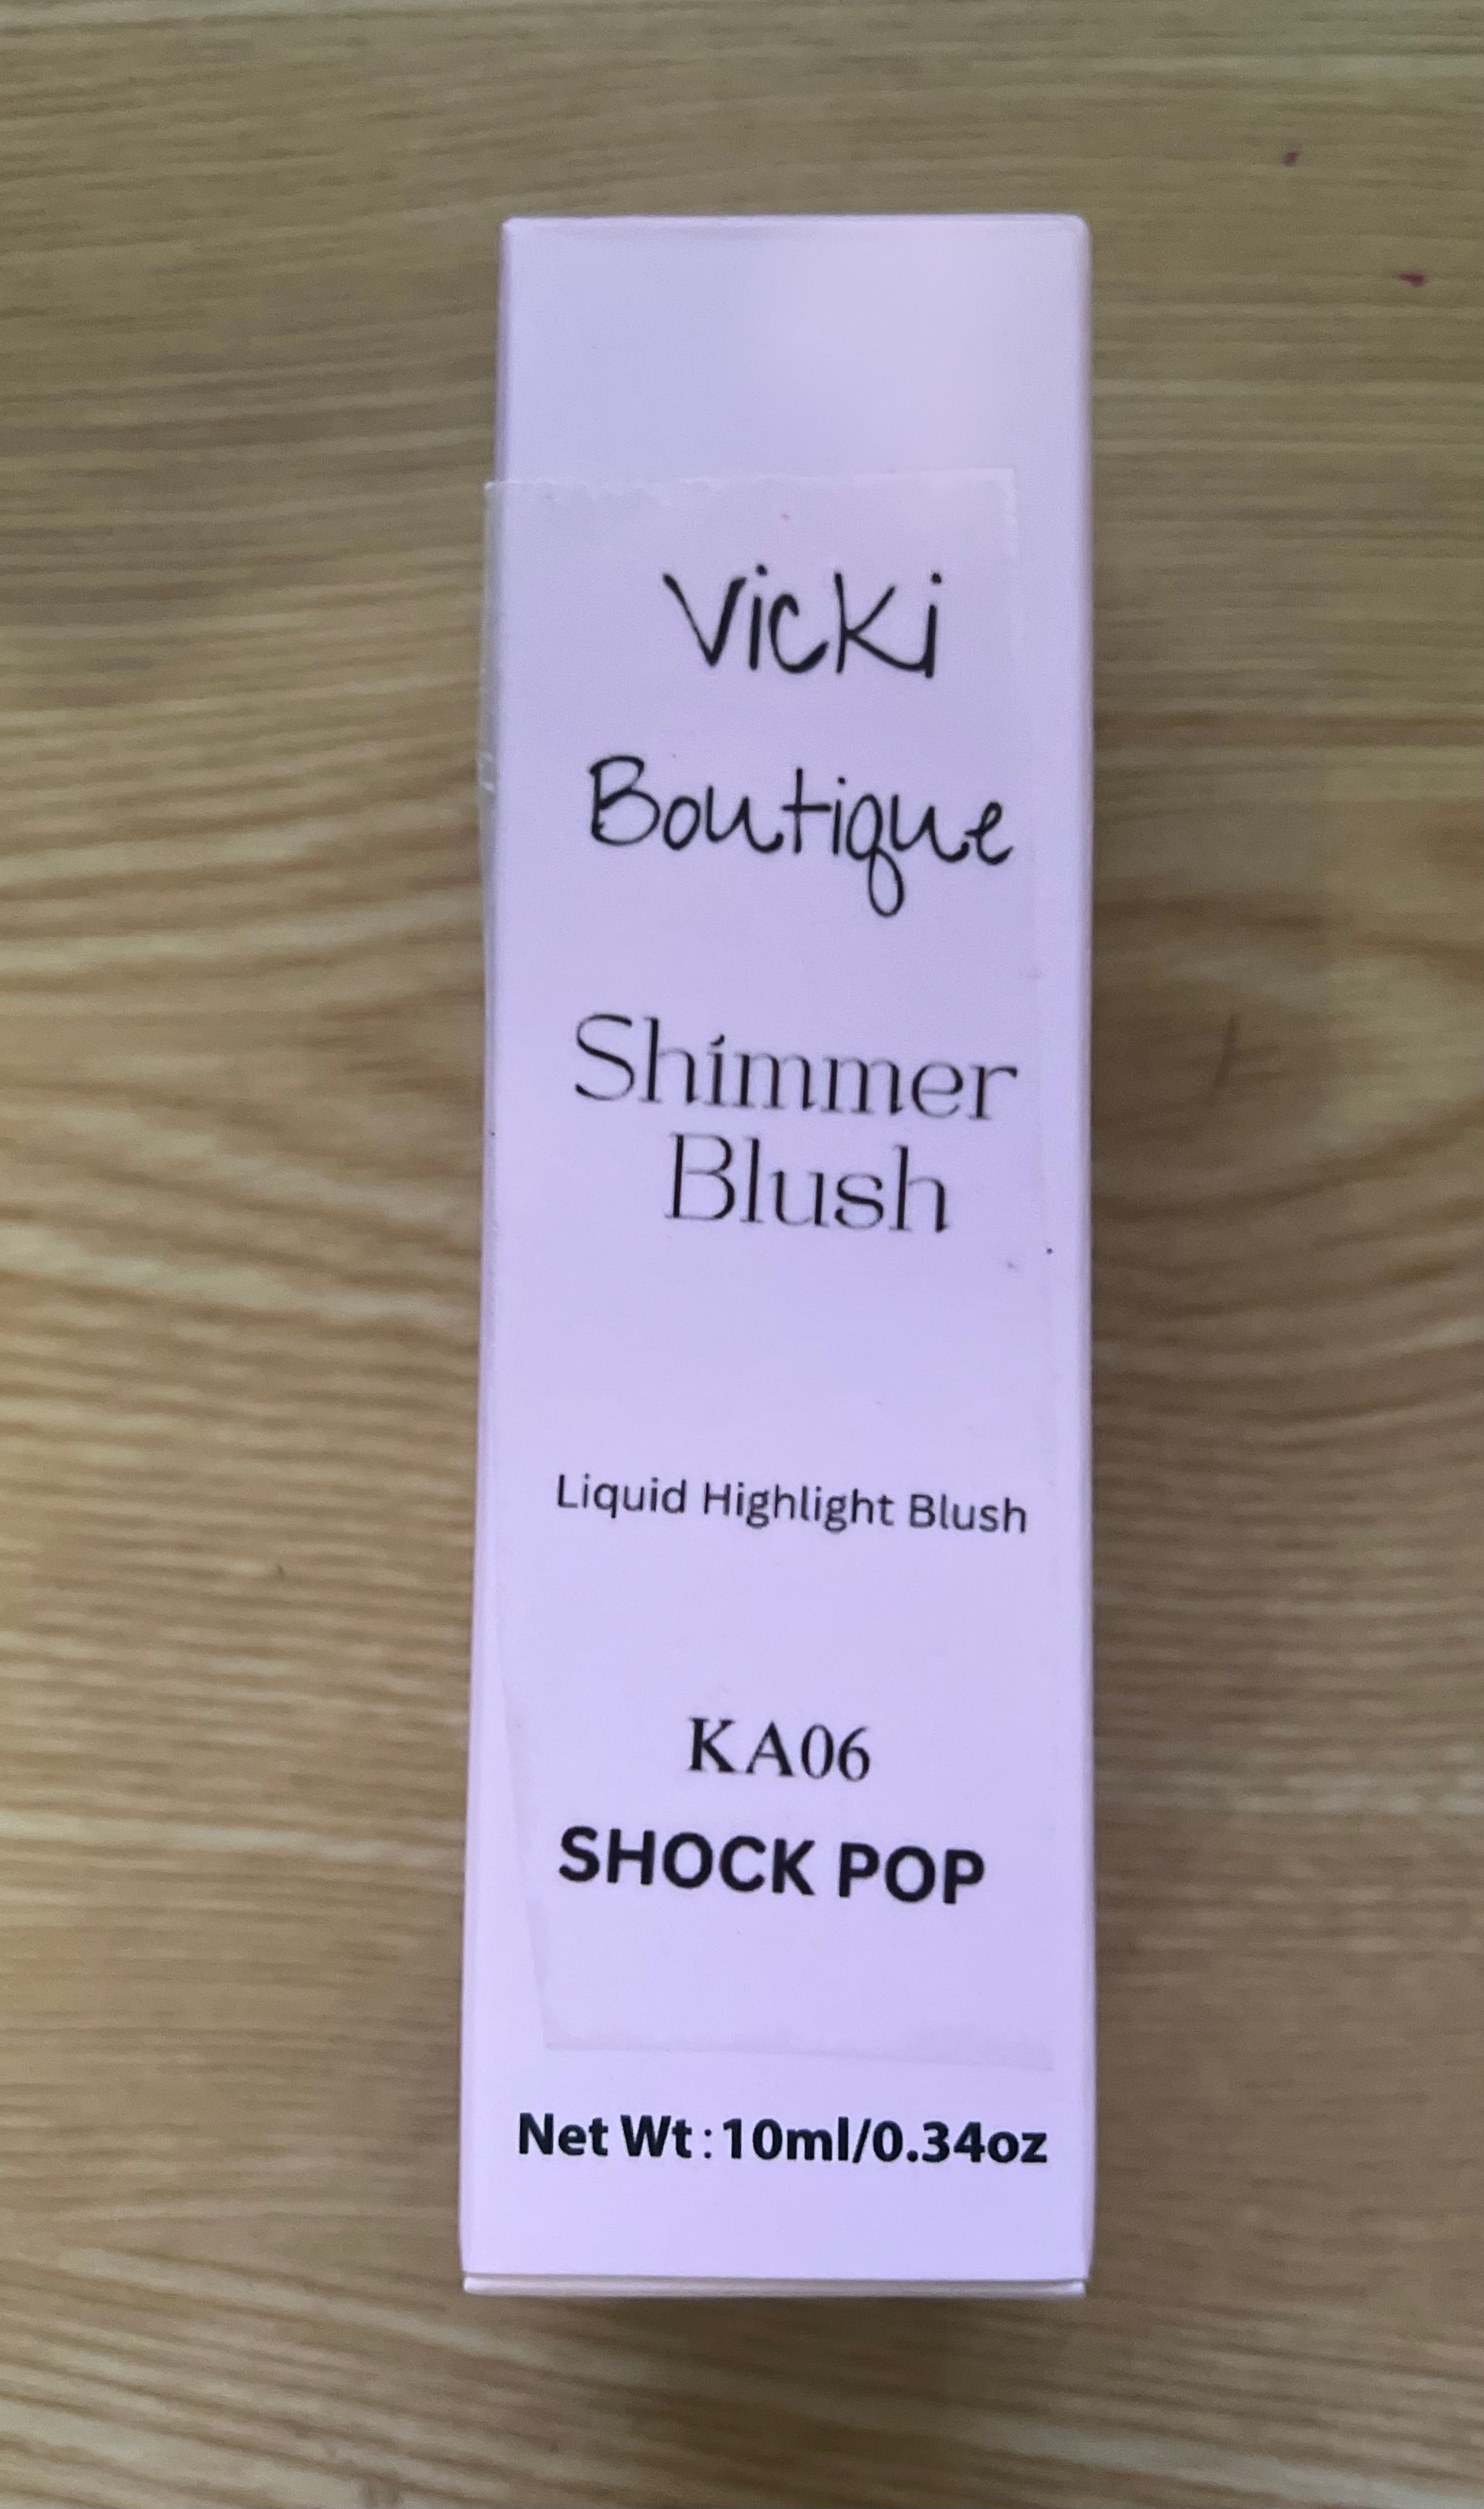 Vicki
Boutique
Shimmer
Blush
Liquid Highlight Blush
KA06
SHOCK POP
Net Wt:10ml/0.34oz